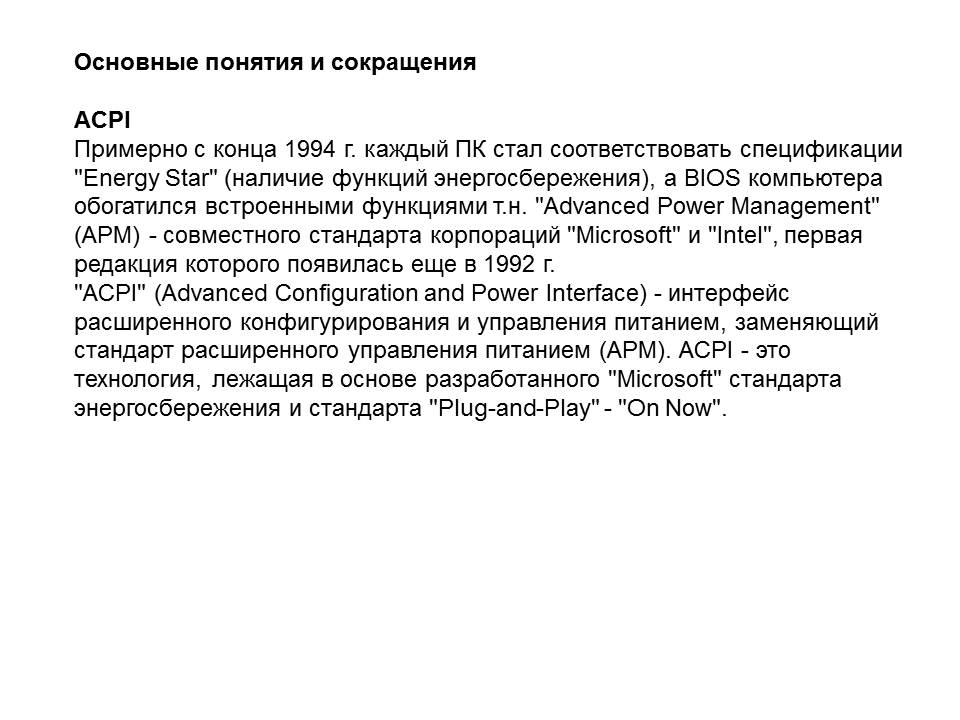 Основные понятия и сокращения
ACPI
Примерно с конца 1994 г. каждый ПК стал соответствовать спецификации
"Energy Star" (наличие функций энергосбережения), а BIOS компьютера
обогатился встроенными функциями т.н. "Advanced Power Management"
(APM) - совместного стандарта корпораций "Microsoft" и "Intel", первая
редакция которого появилась еще в 1992 г.
"ACPI" (Advanced Configuration and Power Interface) - интерфейс
расширенного конфигурирования и управления питанием, заменяющий
стандарт расширенного управления питанием (APM). ACPI - это
технология, лежащая в основе разработанного "Microsoft" стандарта
энергосбережения и стандарта "Plug-and-Play" - "On Now".